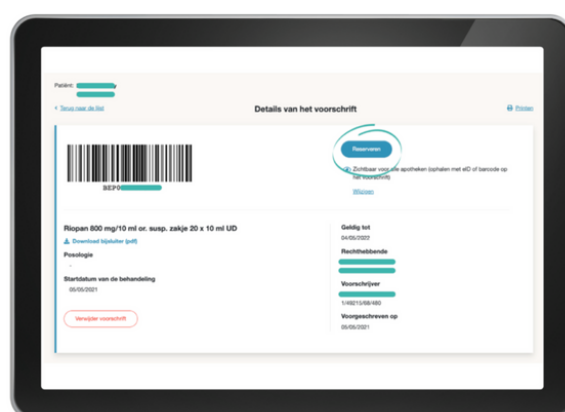 Patiënt:
< Terug naar de lijst
Details van het voorschrift
Printen
BEP0
Reserveren
Zichtbaar voor alle apotheken (ophalen met eID of barcode op
het voorschrift)
Wijzigen
Riopan 800 mg/10 ml or. susp. zakje 20 x 10 ml UD
Download bijsluiter (pdf)
Posologie
-
Startdatum van de behandeling
05/05/2021
Verwijder voorschrift
Geldig tot
04/05/2022
Rechthebbende
Voorschrijver
1/49215/68/480
Voorgeschreven op
05/05/2021